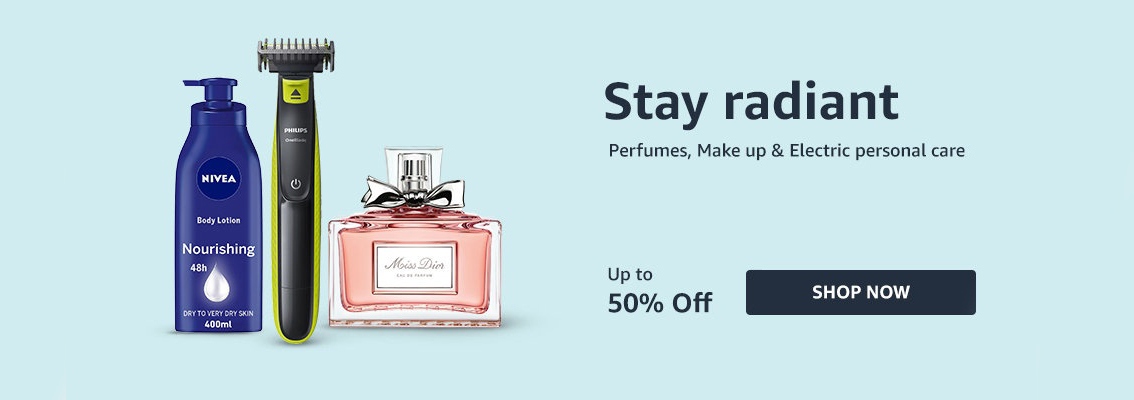 NIVEA
Body Lotion
Nourishing
48h
DRY TO VERY DRY SKIN
400ml
PHILIPS
OneBlade
Miss Dior
EAU DE PARFUM
Stay radiant
Perfumes, Make up & Electric personal care
Up to
50% Off
SHOP NOW